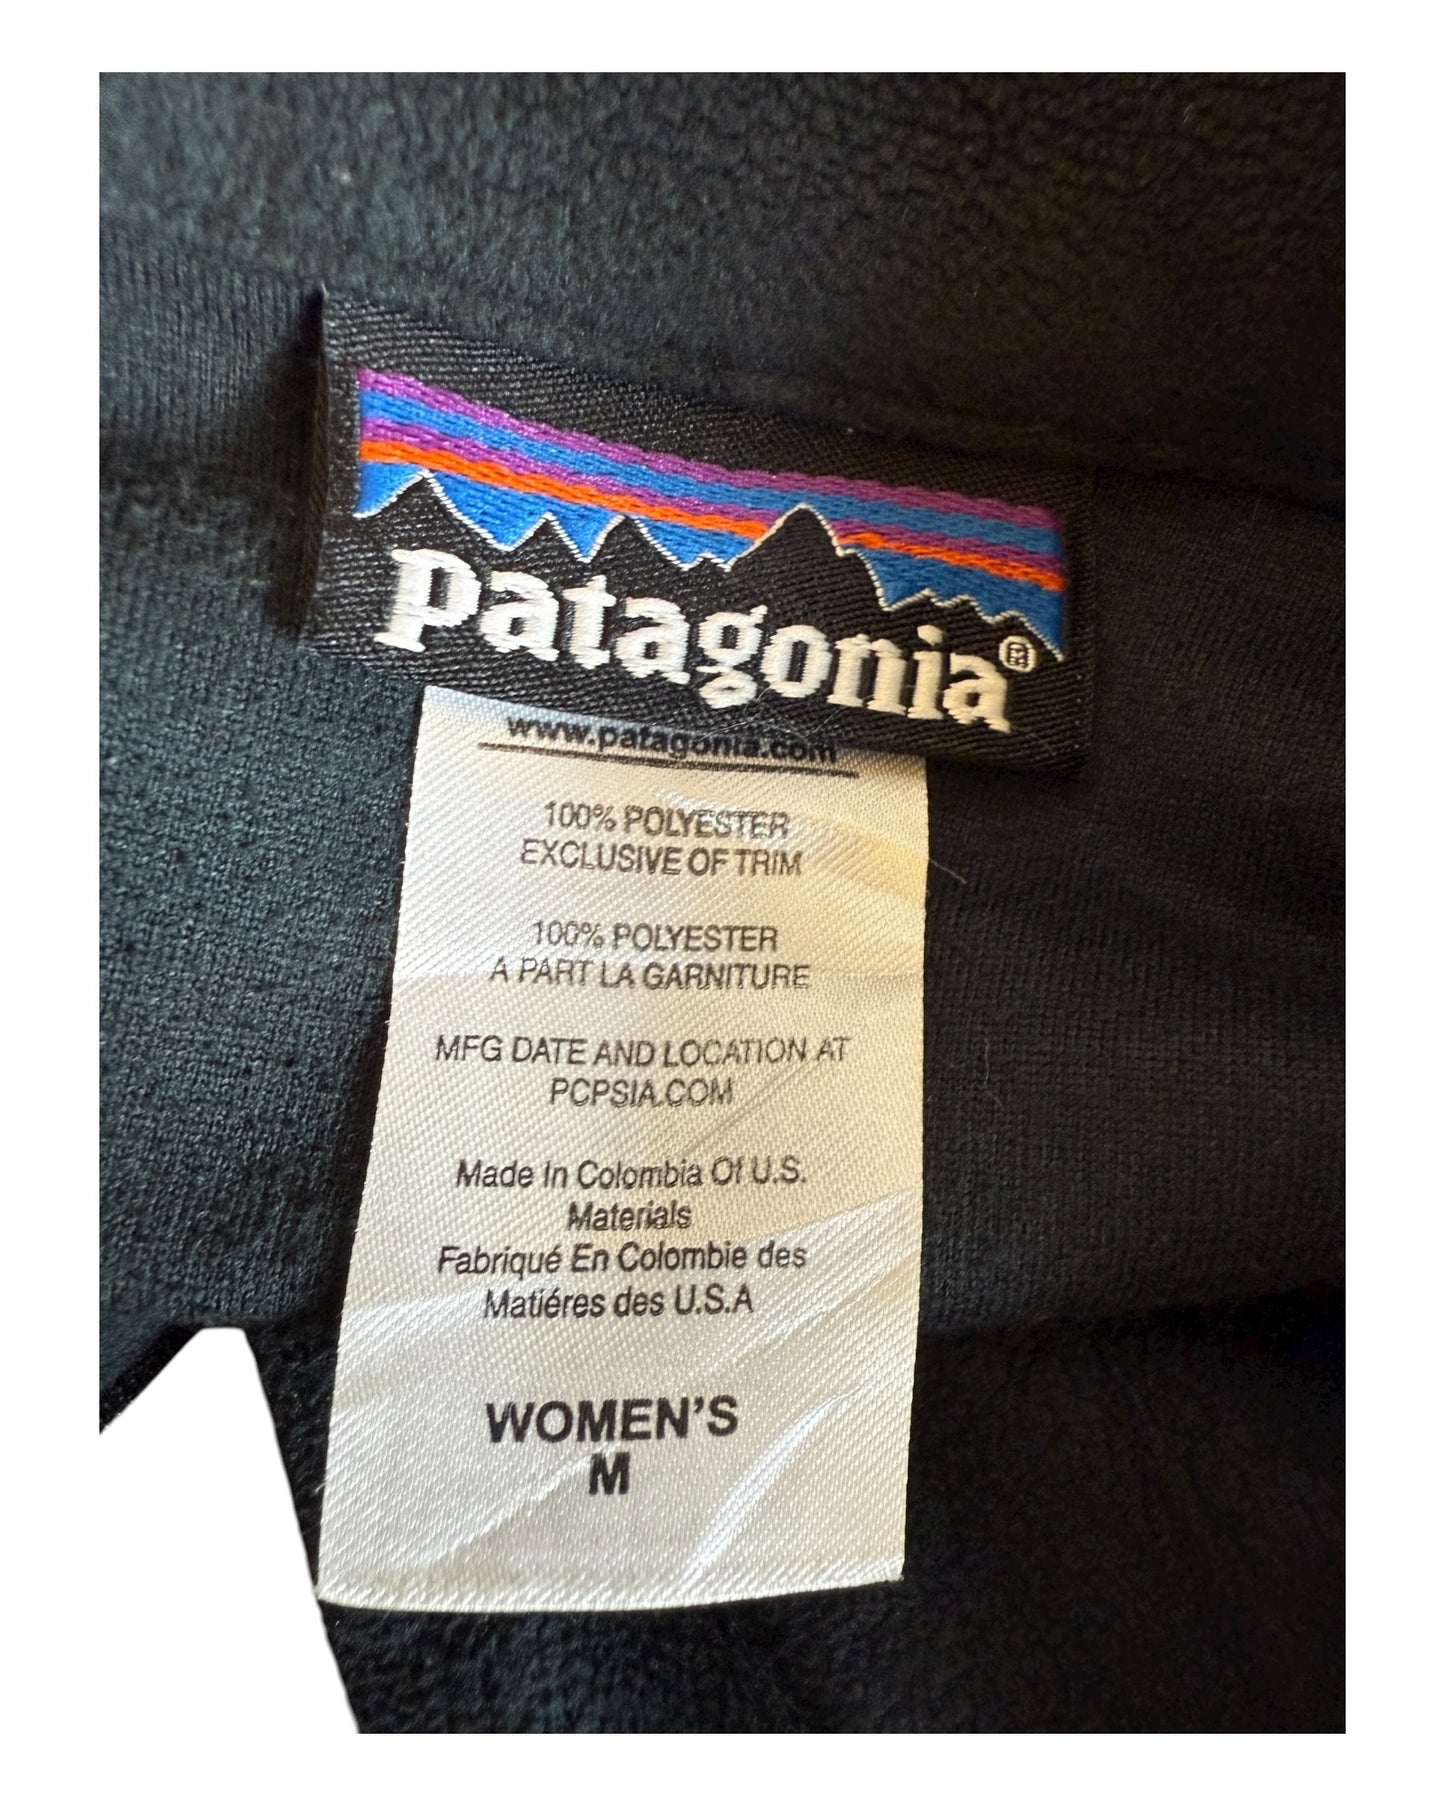 patagonia®
www.patagonia.com
100% POLYESTER
EXCLUSIVE OF TRIM
100% POLYESTER
A PART LA GARNITURE
MFG DATE AND LOCATION AT
PCPSIA.COM
Made In Colombia Of U.S.
Materials
Fabriqué En Colombie des
Matiéres des U.S.A
WOMEN'S
M